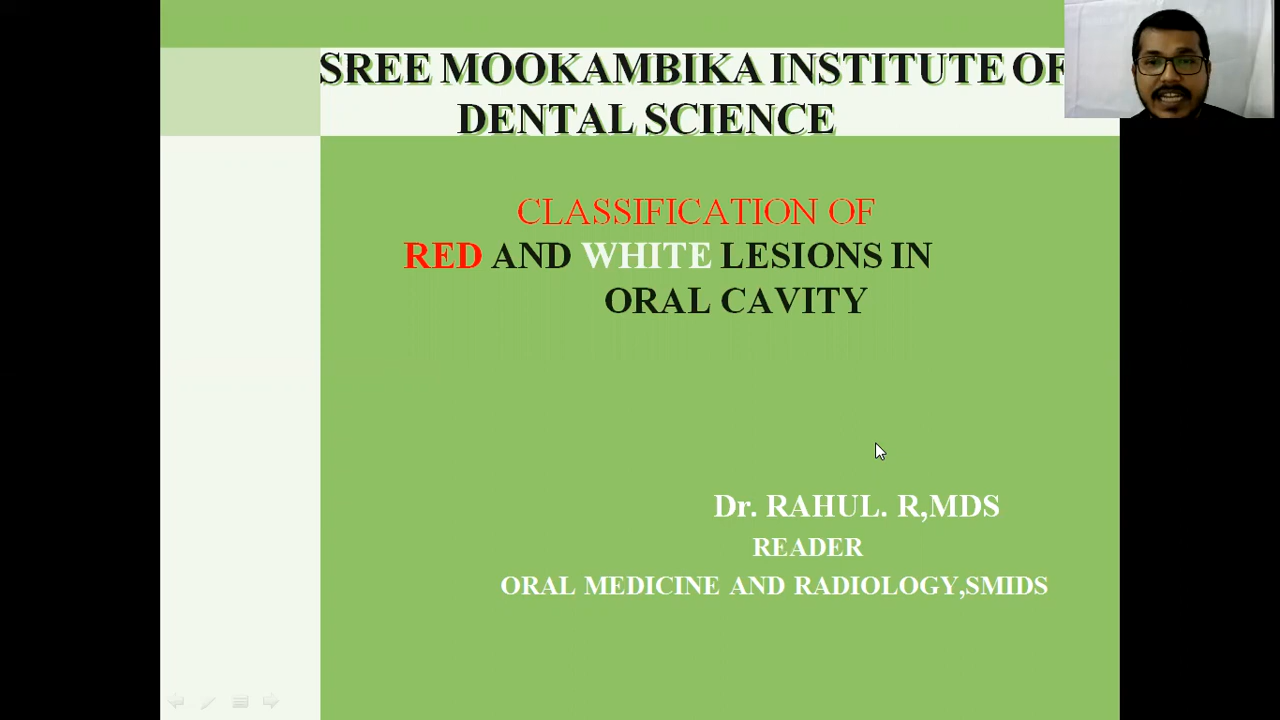 SREE MOOKAMBIKA INSTITUTE OF
DENTAL SCIENCE
CLASSIFICATION OF
RED AND WHITE LESIONS IN
ORAL CAVITY
Dr. RAHUL. R,MDS
READER
ORAL MEDICINE AND RADIOLOGY,SMIDS